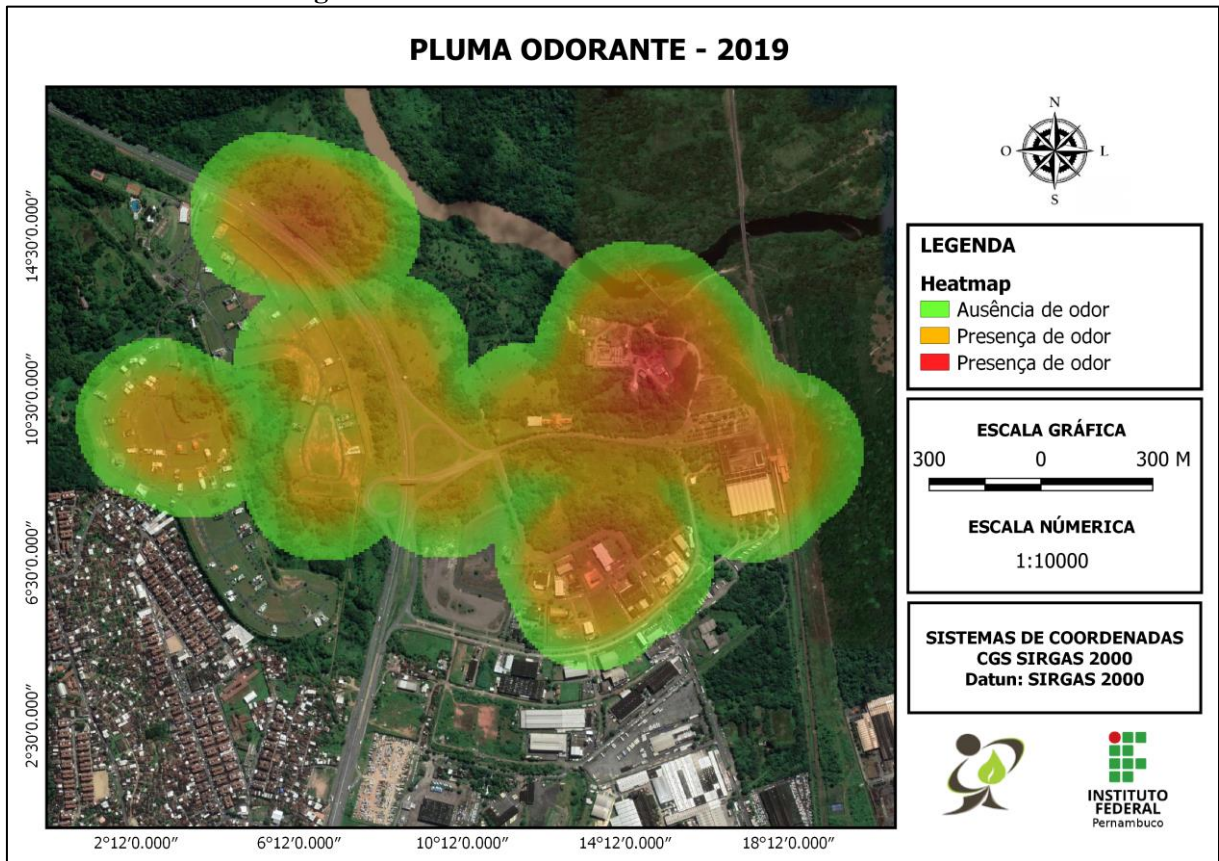 PLUMA ODORANTE - 2019
14°30'0.000"
10°30'0.000"
6°30'0.000"
2°30'0.000"
2°12'0.000"
6°12'0.000"
10°12'0.000"
14°12'0.000"
18°12'0.000"
N
O
L
S
LEGENDA
Heatmap
Ausência de odor
Presença de odor
Presença de odor
ESCALA GRÁFICA
300 0 300 M
ESCALA NÚMERICA
1:10000
SISTEMAS DE COORDENADAS
CGS SIRGAS 2000
Datun: SIRGAS 2000
INSTITUTO
FEDERAL
Pernambuco